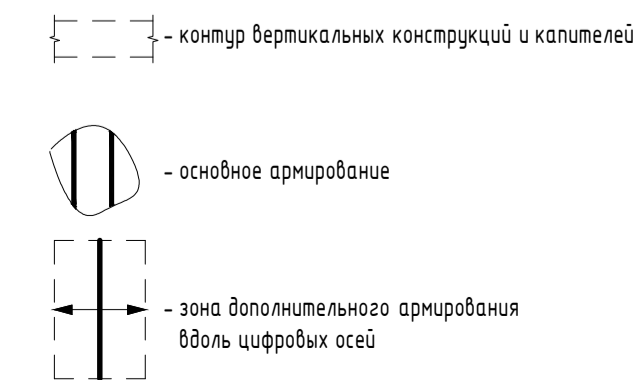 - контур вертикальных конструкций и капителей
- основное армирование
- зона дополнительного армирования
вдоль цифровых осей